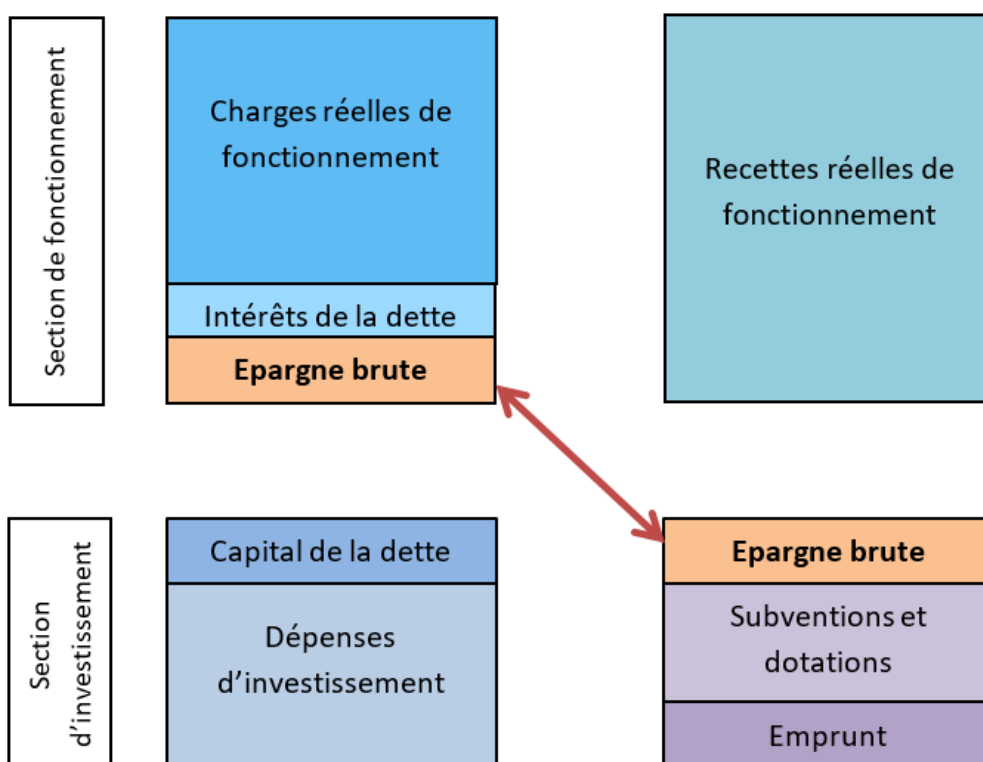 Section de fonctionnement
Charges réelles de
fonctionnement
Intérêts de la dette
Epargne brute
Recettes réelles de
fonctionnement
Section
d’investissement
Capital de la dette
Dépenses
d’investissement
Epargne brute
Subventions et
dotations
Emprunt